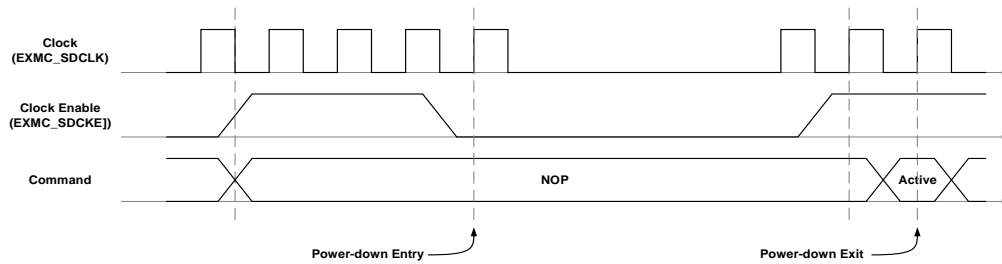 Clock
(EXMC_SDCLK)
Clock Enable
(EXMC_SDCKE])
Command
NOP
Active
Power-down Entry
Power-down Exit